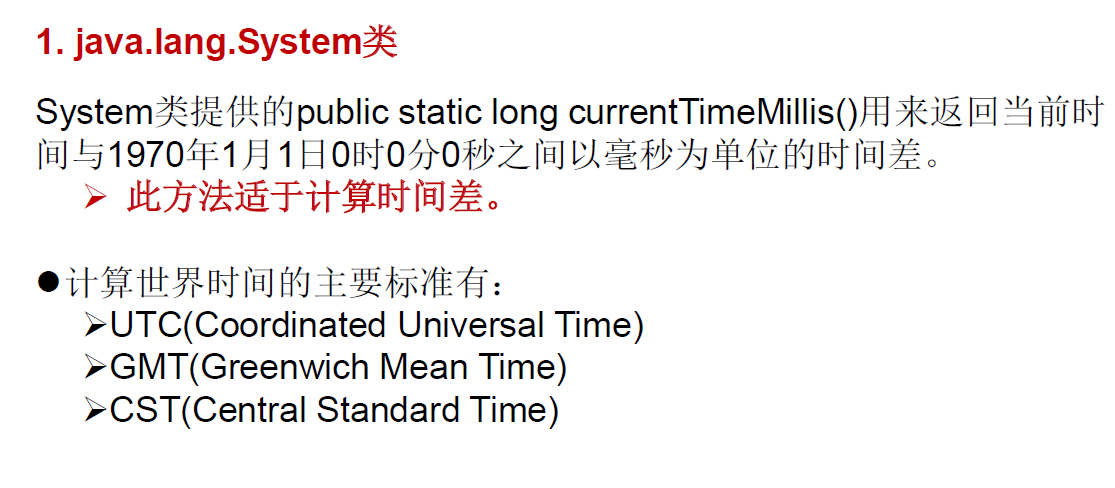 1. java.lang.System类
System类提供的public static long currentTimeMillis()用来返回当前时
间与1970年1月1日0时0分0秒之间以毫秒为单位的时间差。
➢ 此方法适于计算时间差。
●计算世界时间的主要标准有：
➢UTC(Coordinated Universal Time)
➢GMT(Greenwich Mean Time)
➢CST(Central Standard Time)